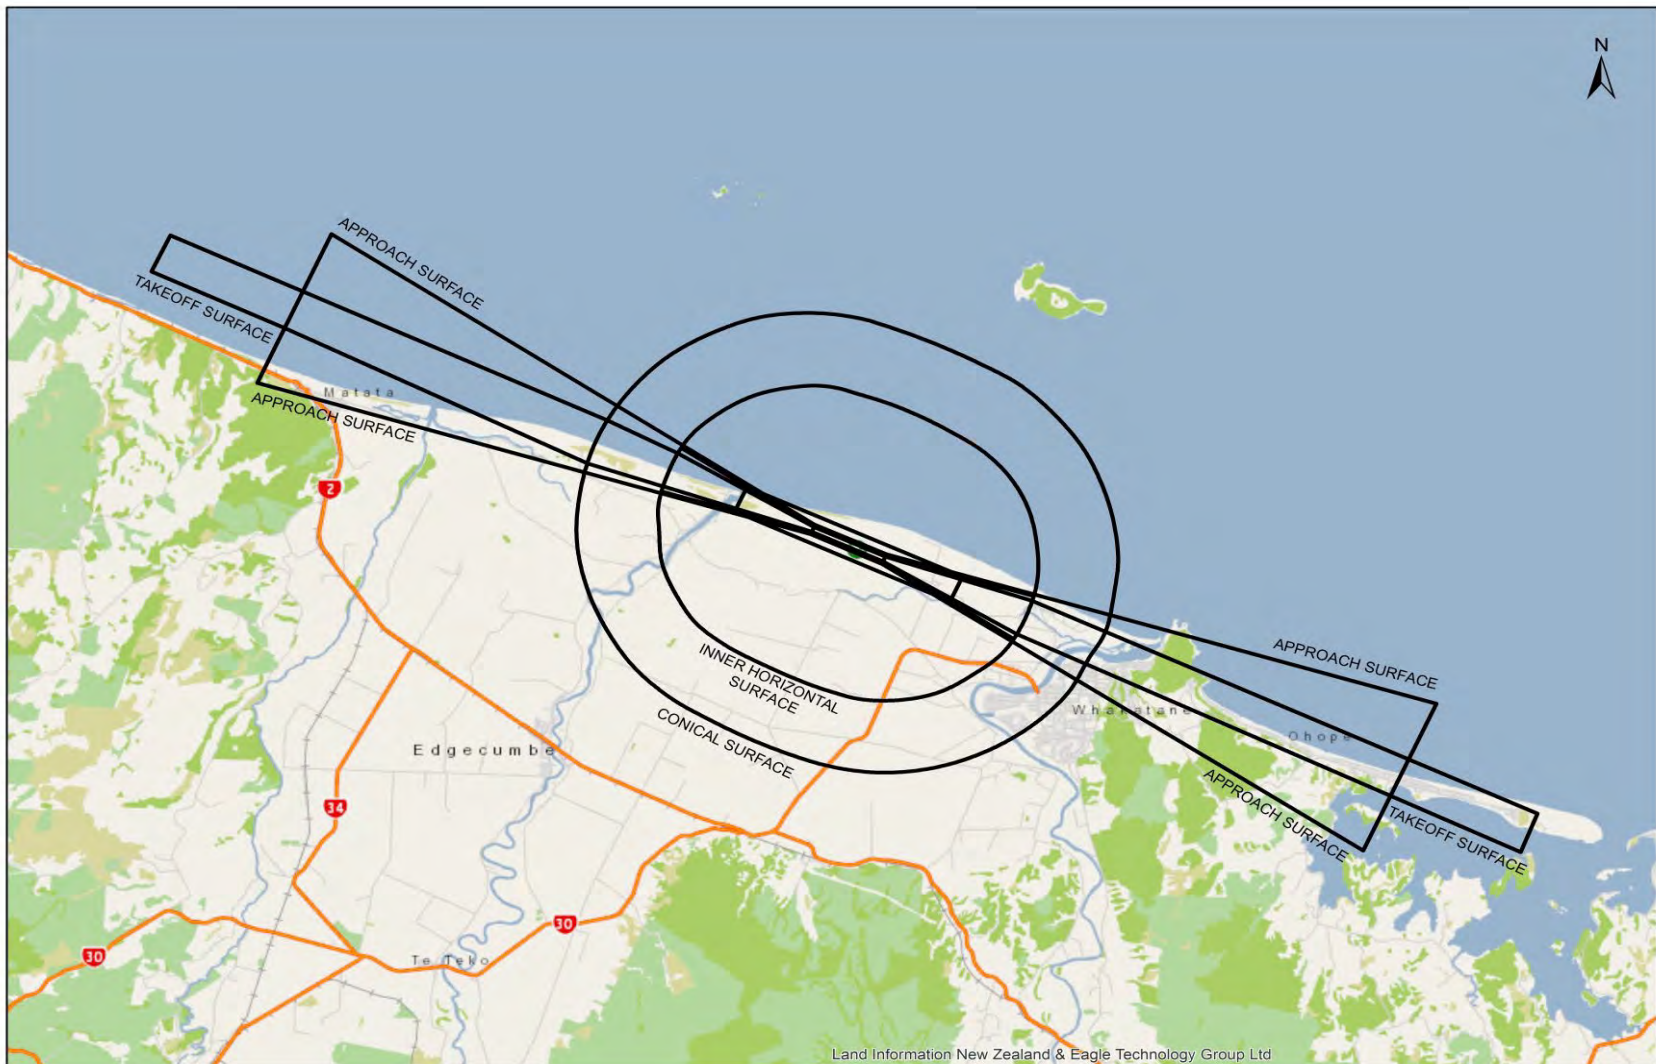 N
APPROACH SURFACE
TAKEOFF SURFACE
Matata
APPROACH SURFACE
2
INNER HORIZONTAL
SURFACE
APPROACH SURFACE
CONICAL SURFACE
Whakatane
Ohope
Edgecumbe
APPROACH SURFACE
TAKEOFF SURFACE
34
30
30
Te Teko
Land Information New Zealand & Eagle Technology Group Ltd